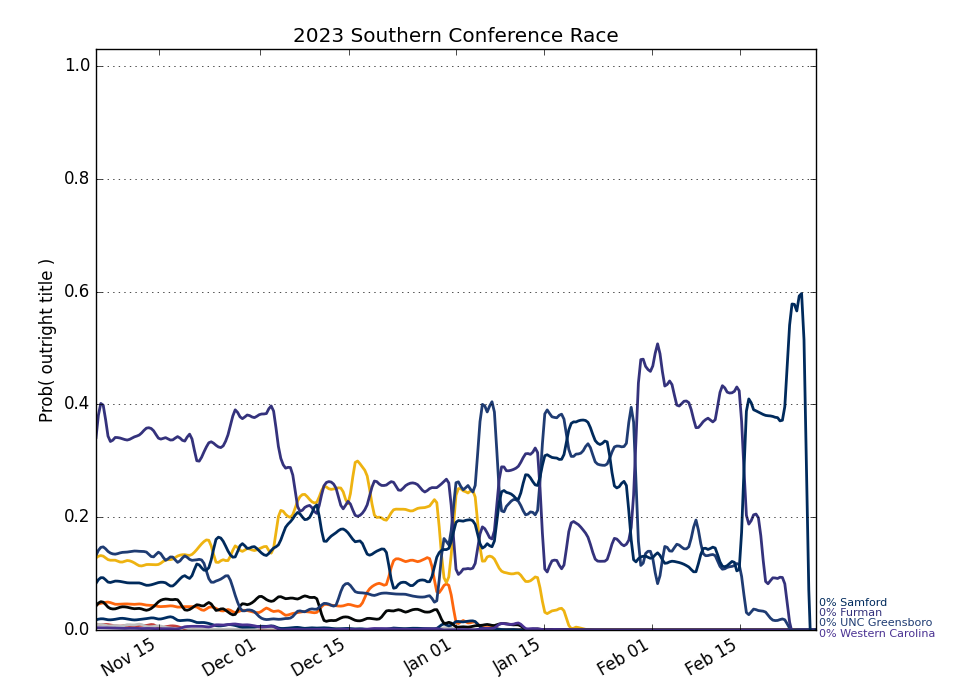 2023 Southern Conference Race
Prob( outright title )
1.0
0.8
0.6
0.4
0.2
0.0
Nov 15
Dec 01
Dec 15
Jan 01
Jan 15
Feb 01
Feb 15
0% Samford
0% Furman
0% UNC Greensboro
0% Western Carolina